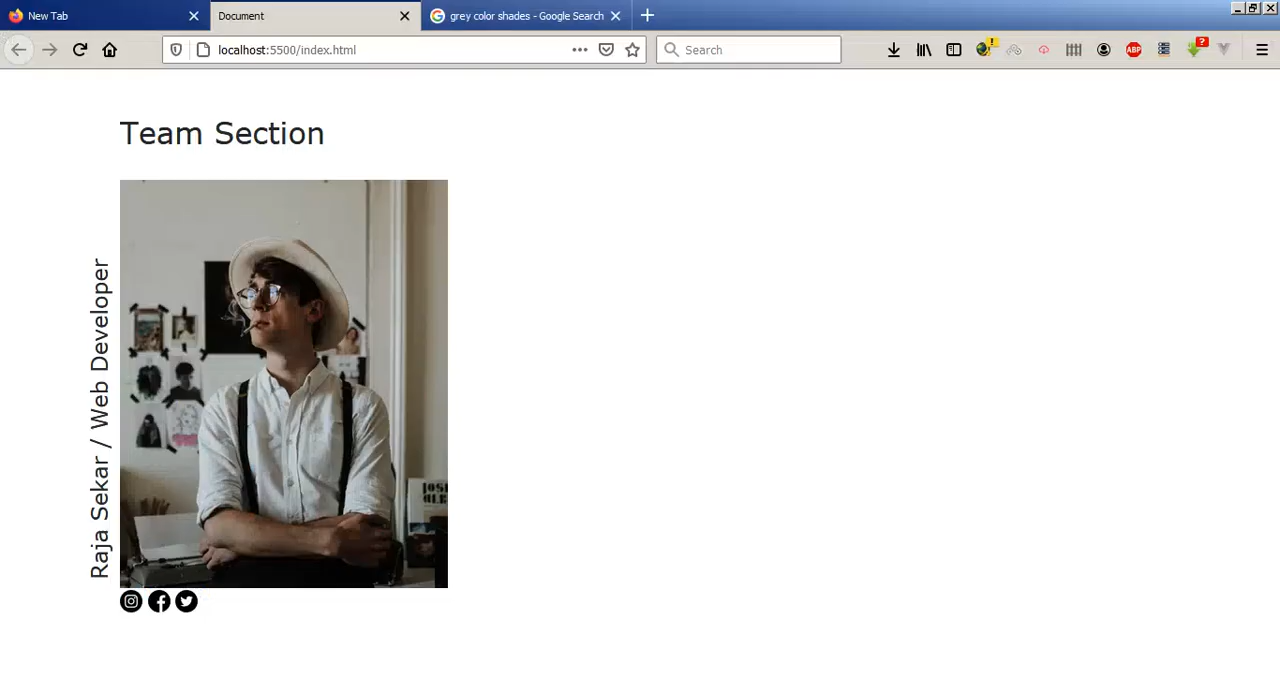 New Tab
Document
grey color shades - Google Search
localhost:5500/index.html
Search
ABP
Team Section
Raja Sekar / Web Developer